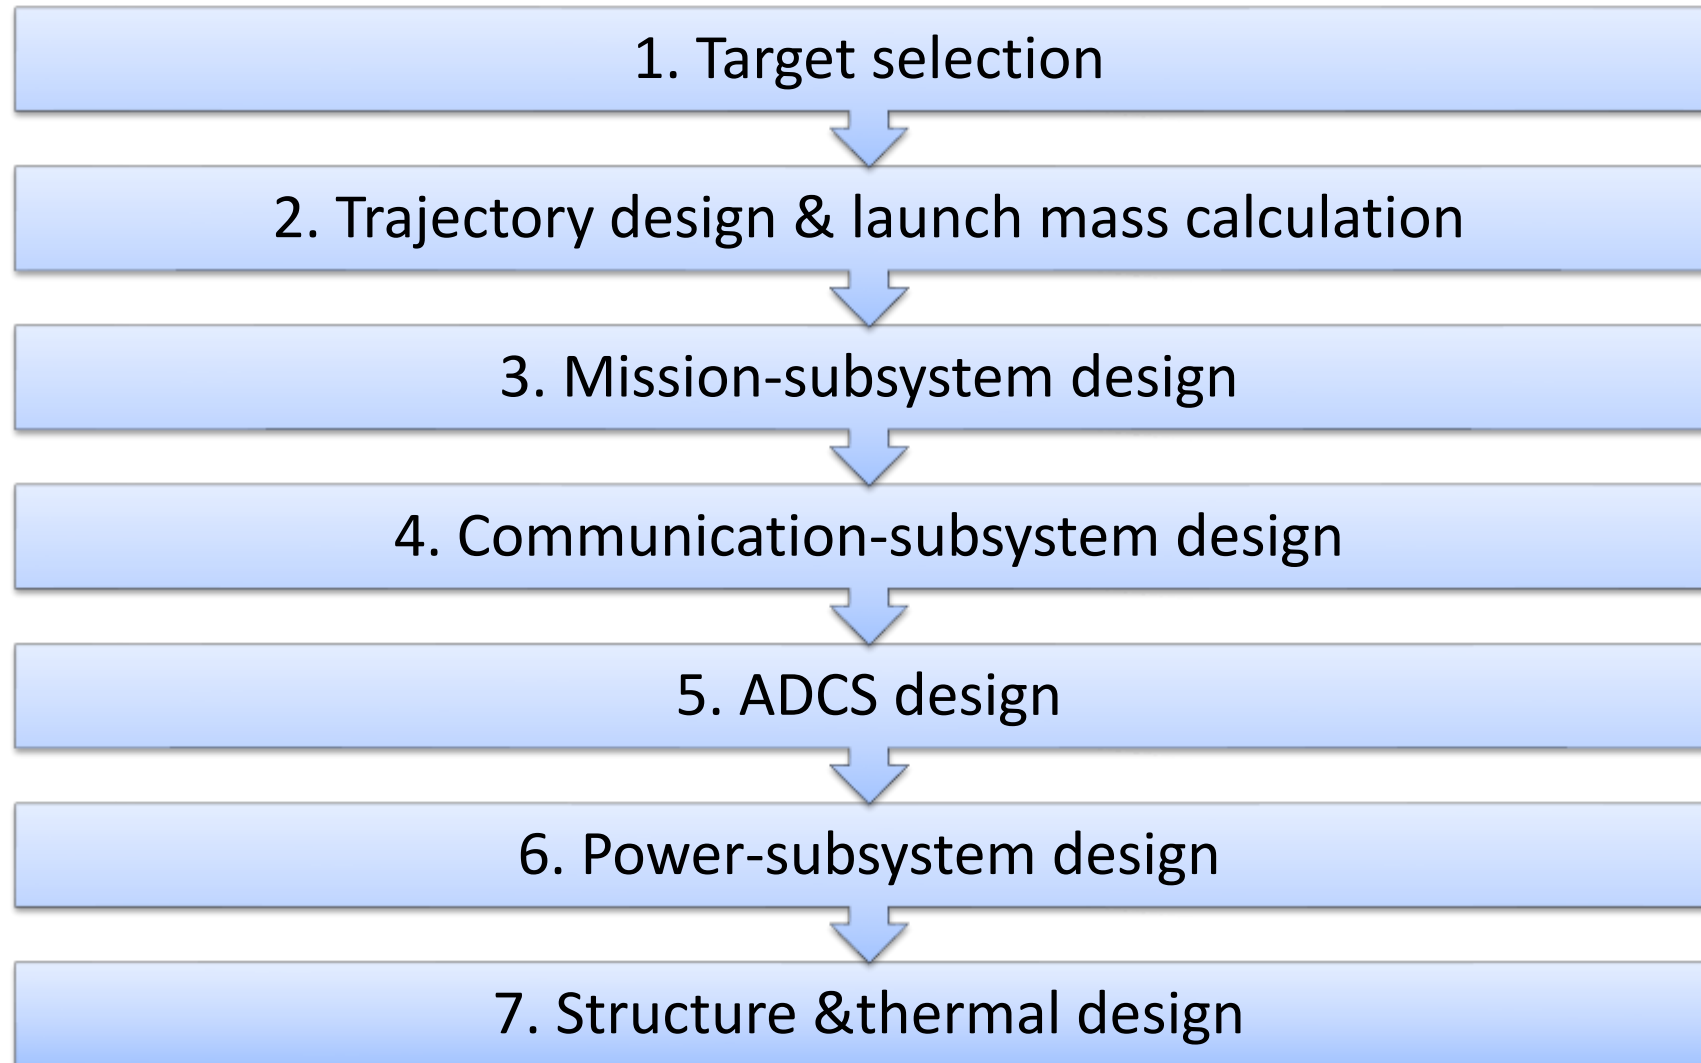 1. Target selection
2. Trajectory design & launch mass calculation
3. Mission-subsystem design
4. Communication-subsystem design
5. ADCS design
6. Power-subsystem design
7. Structure &thermal design